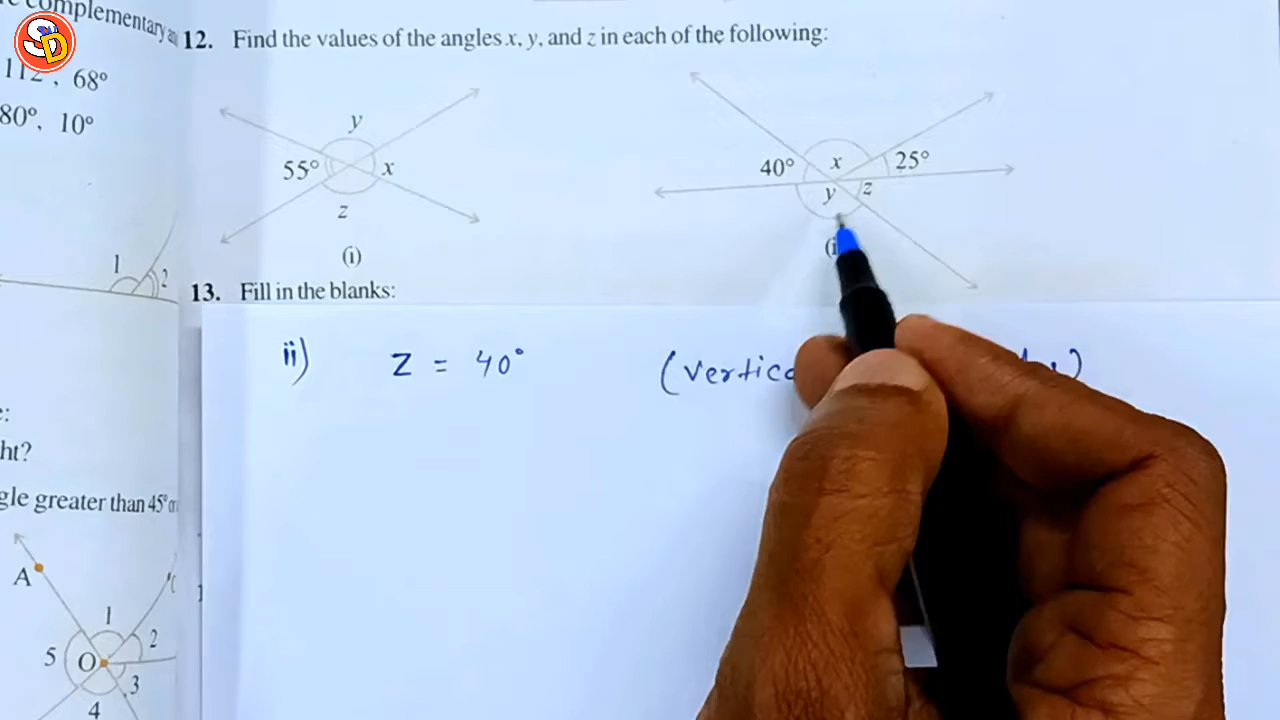 SD
complementary
112°, 68°
80°, 10°
12. Find the values of the angles x, y, and z in each of the following:
y
55°
x
z
(i)
40°
x
25°
y
z
1
2
13. Fill in the blanks:
ii) z = 40°
ht?
gle greater than 45°
A
1
2
5
O
3
4